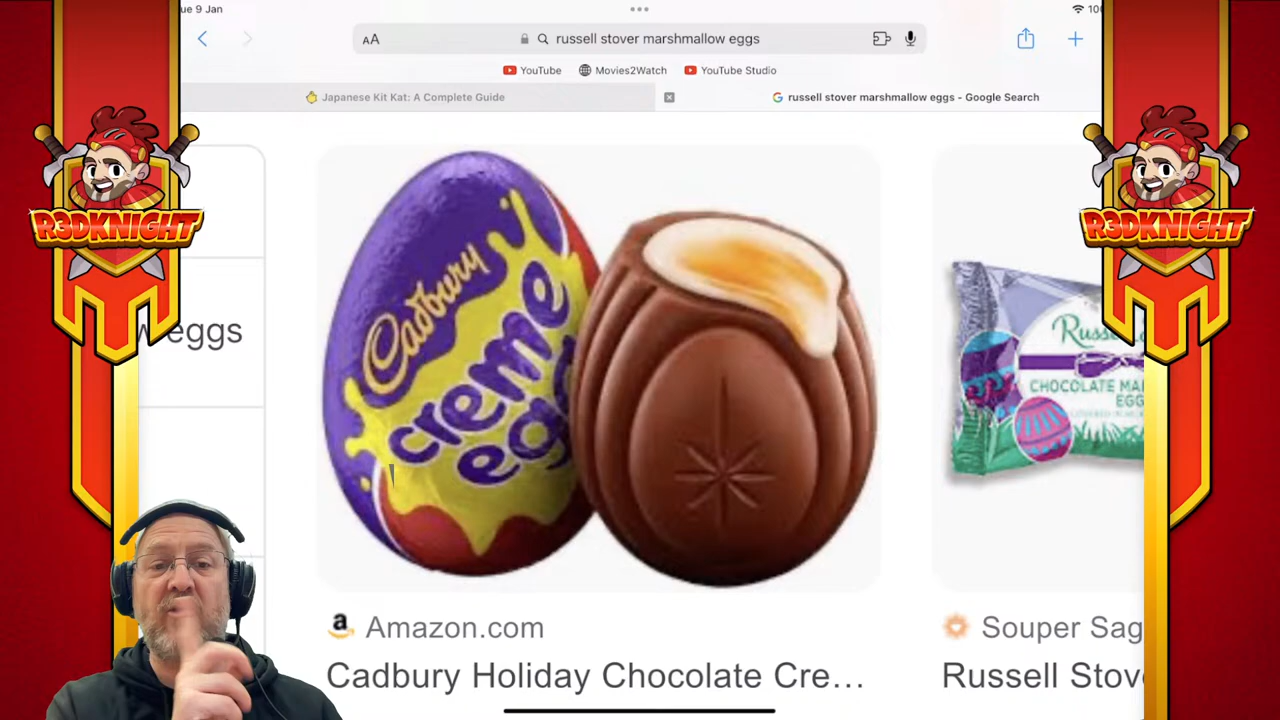 ue 9 Jan
100
AA
russell stover marshmallow eggs
YouTube
Movies2Watch
YouTube Studio
Japanese Kit Kat: A Complete Guide
russell stover marshmallow eggs - Google Search
R3DKNIGHT
R3DKNIGHT
eggs
Cadbury
creme
egg
Russe
CHOCOLATE MA
EGG
Amazon.com
Cadbury Holiday Chocolate Cre…
Souper Sag
Russell Stov